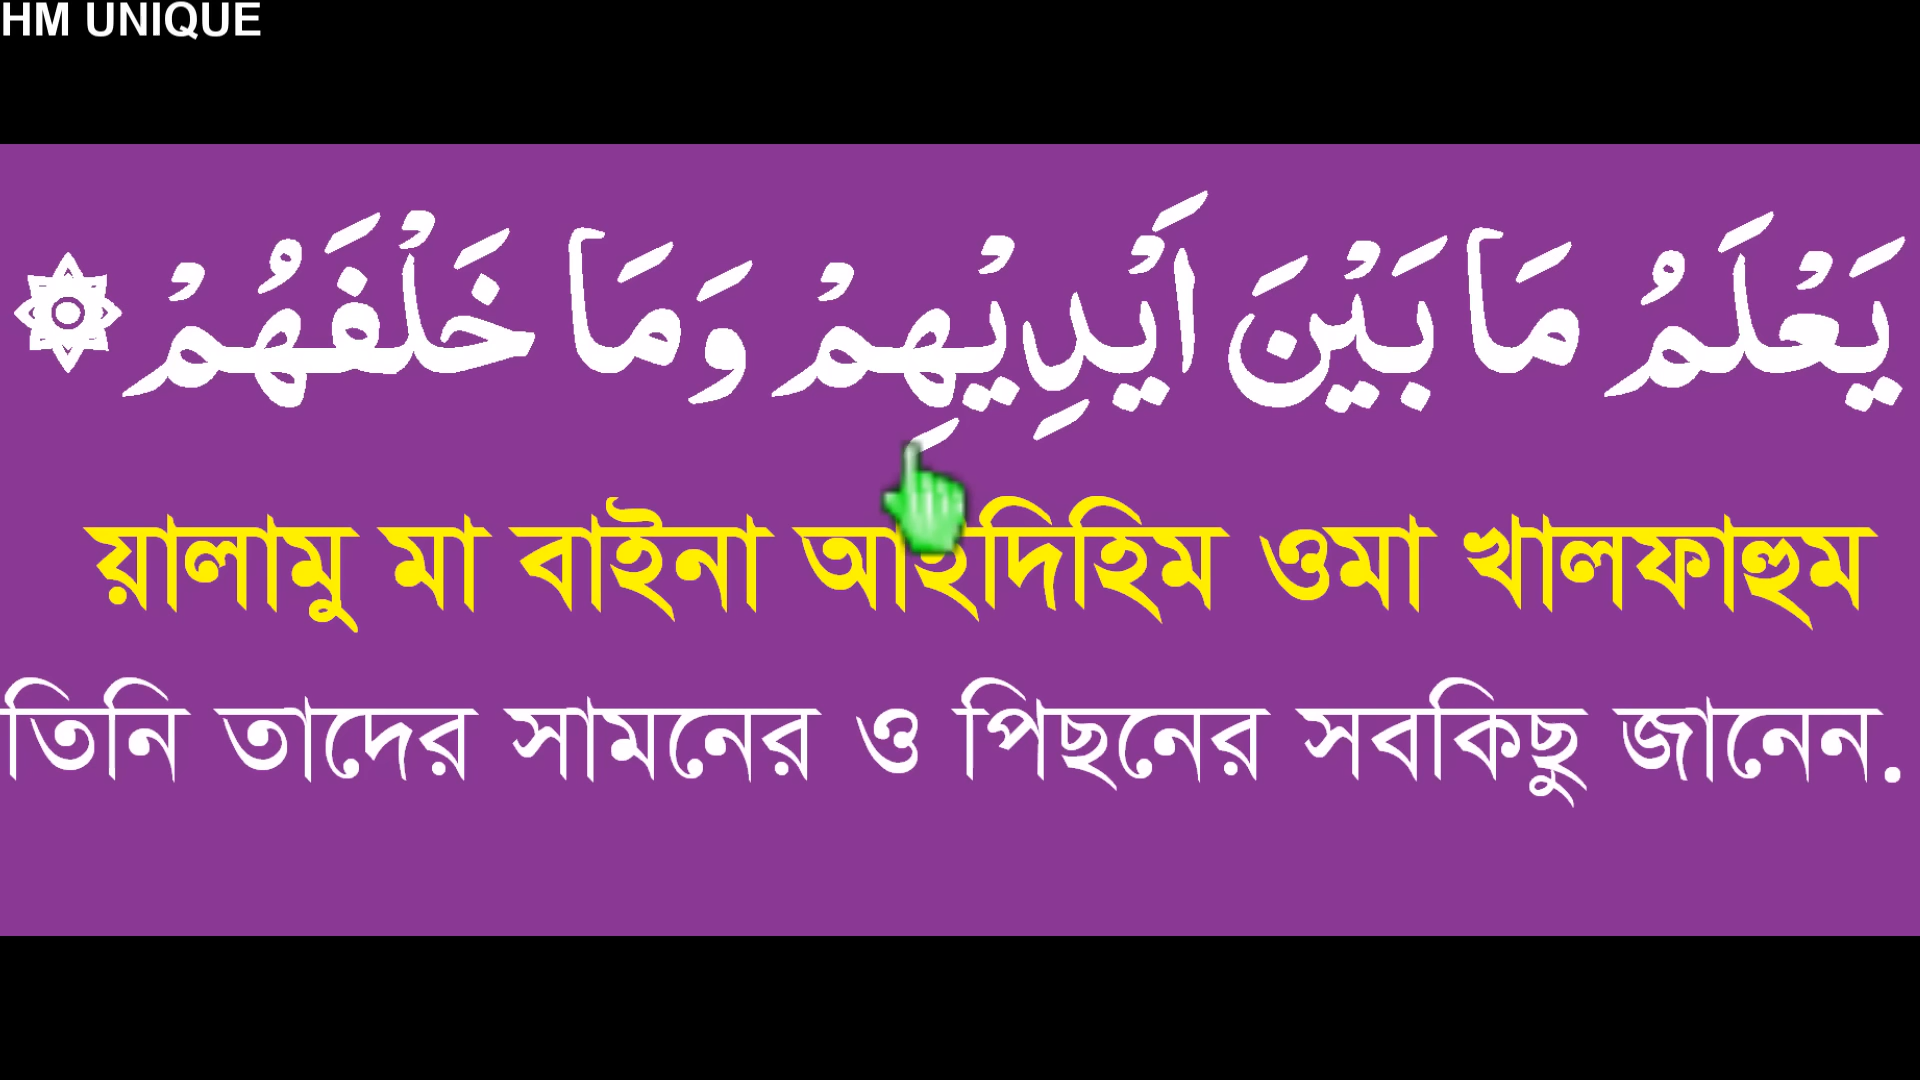 HM UNIQUE
يَعْلَمُ مَا بَيْنَ اَيْدِيْهِمْ وَمَا خَلْفَهُمْ ۞
য়ালামু মা বাইনা আইদিহিম ওমা খালফাহুম
তিনি তাদের সামনের ও পিছনের সবকিছু জানেন.